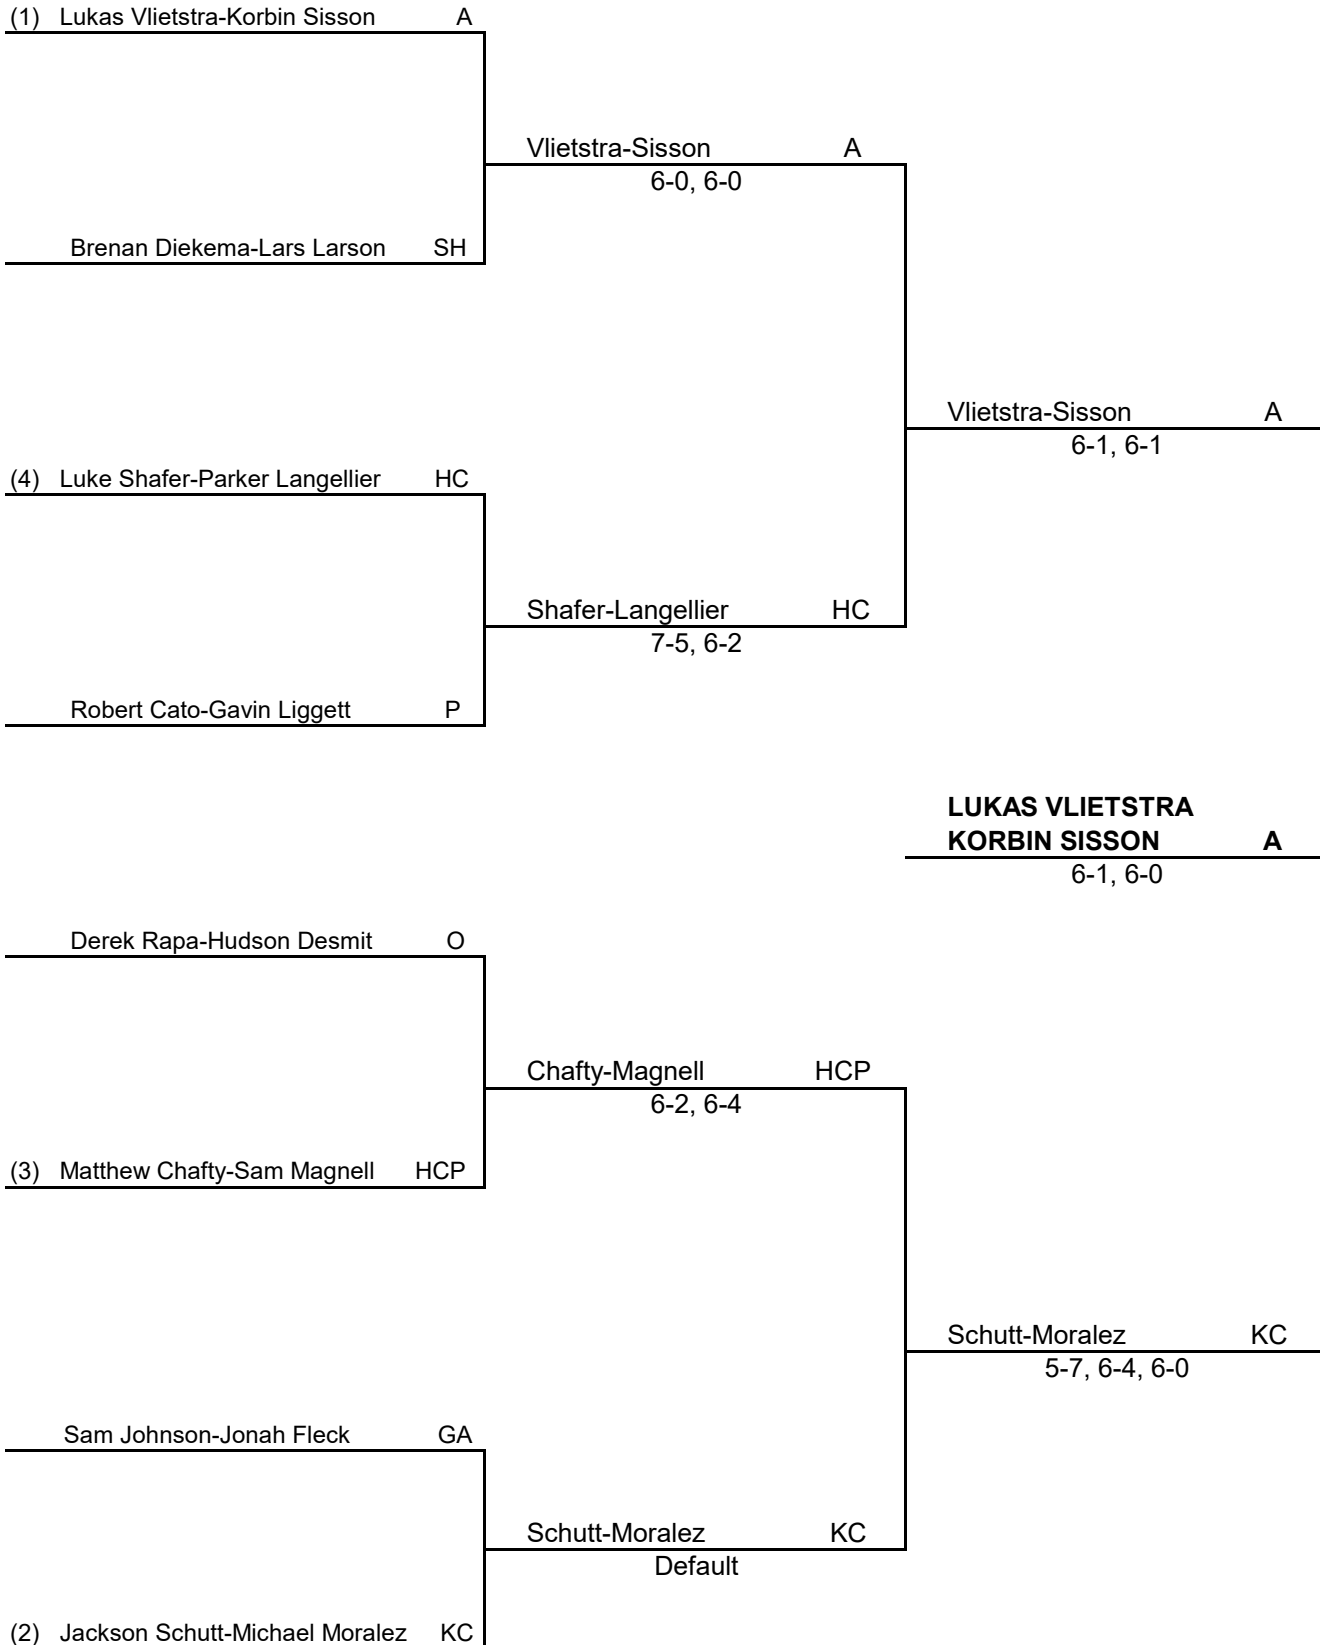 (1) Lukas Vlietstra-Korbin Sisson A
Vlietstra-Sisson A
6-0, 6-0
Brenan Diekema-Lars Larson SH
Vlietstra-Sisson A
6-1, 6-1
(4) Luke Shafer-Parker Langellier HC
Shafer-Langellier HC
7-5, 6-2
Robert Cato-Gavin Liggett P
LUKAS VLIETSTRA
KORBIN SISSON A
6-1, 6-0
Derek Rapa-Hudson Desmit O
Chafty-Magnell HCP
6-2, 6-4
(3) Matthew Chafty-Sam Magnell HCP
Schutt-Moralez KC
5-7, 6-4, 6-0
Sam Johnson-Jonah Fleck GA
Schutt-Moralez KC
Default
(2) Jackson Schutt-Michael Moralez KC